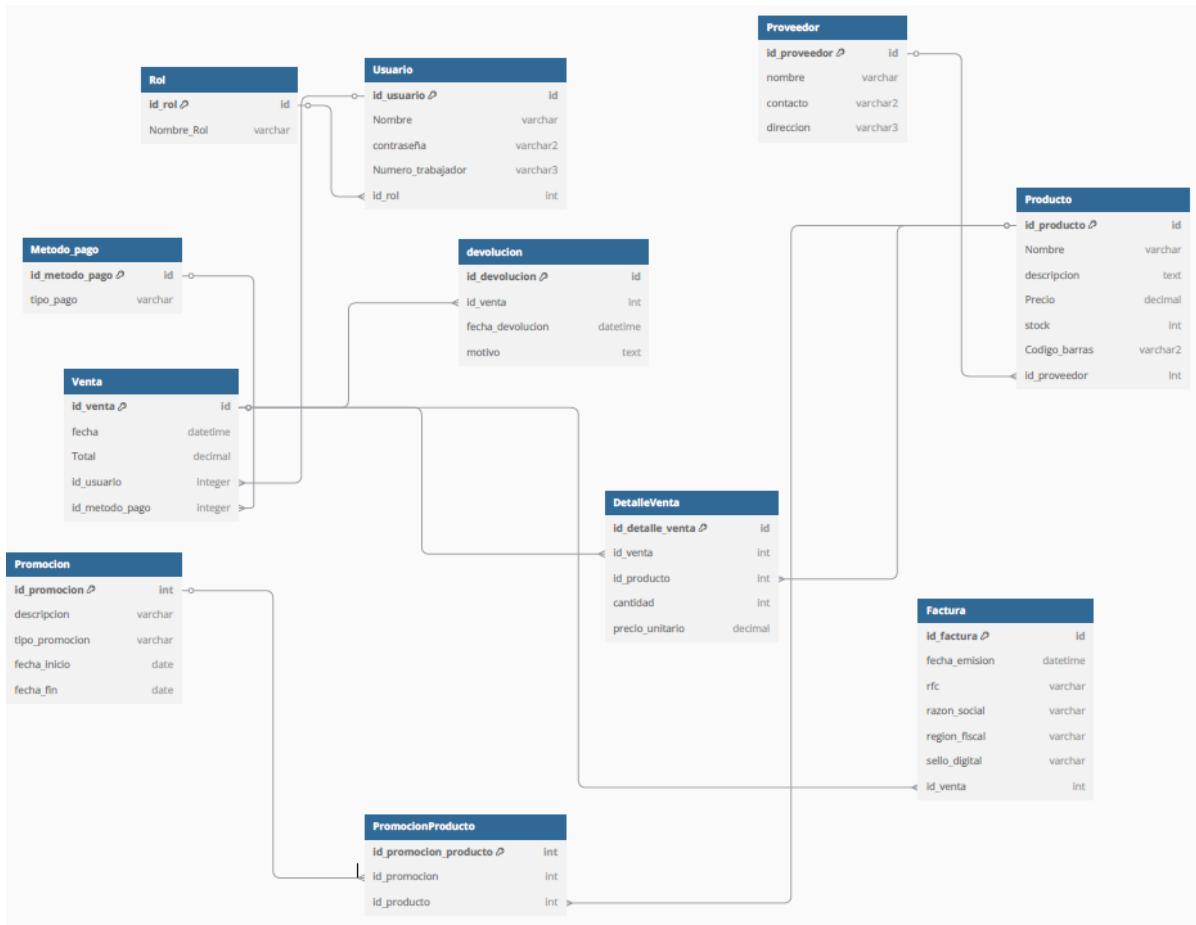 Proveedor
id_proveedor id
nombre varchar
contacto varchar2
direccion varchar3
Rol
id_rol id
Nombre_Rol varchar
Usuario
id_usuario id
Nombre varchar
contraseña varchar2
Numero_trabajador varchar3
id_rol int
Producto
id_producto id
Nombre varchar
descripcion text
Precio decimal
stock int
Codigo_barras varchar2
id_proveedor int
Metodo_pago
id_metodo_pago id
tipo_pago varchar
devolucion
id_devolucion id
id_venta int
fecha_devolucion datetime
motivo text
Venta
id_venta id
fecha datetime
Total decimal
id_usuario integer
id_metodo_pago integer
DetalleVenta
id_detalle_venta id
id_venta int
id_producto int
cantidad int
precio_unitario decimal
Promocion
id_promocion int
descripcion varchar
tipo_promocion varchar
fecha_inicio date
fecha_fin date
Factura
id_factura id
fecha_emision datetime
rfc varchar
razon_social varchar
region_fiscal varchar
sello_digital varchar
id_venta int
PromocionProducto
id_promocion_producto int
id_promocion int
id_producto int